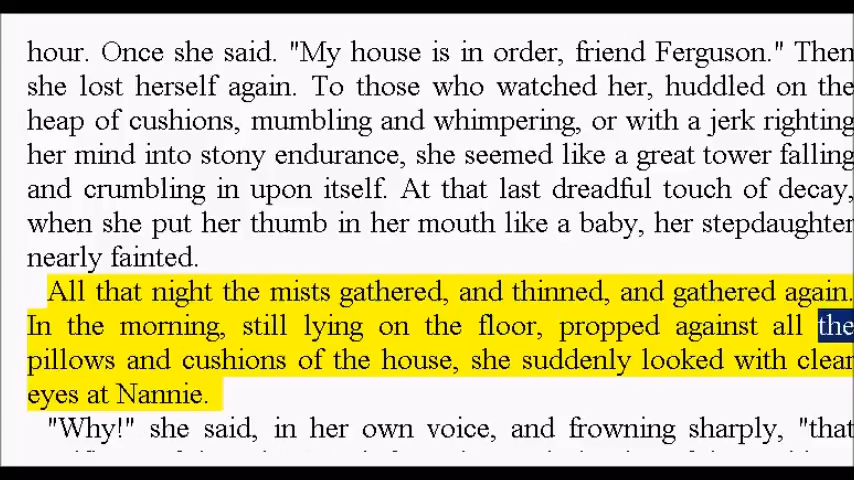 hour. Once she said. "My house is in order, friend Ferguson." Then
she lost herself again. To those who watched her, huddled on the
heap of cushions, mumbling and whimpering, or with a jerk righting
her mind into stony endurance, she seemed like a great tower falling
and crumbling in upon itself. At that last dreadful touch of decay,
when she put her thumb in her mouth like a baby, her stepdaughter
nearly fainted.
All that night the mists gathered, and thinned, and gathered again.
In the morning, still lying on the floor, propped against all the
pillows and cushions of the house, she suddenly looked with clear
eyes at Nannie.
"Why!" she said, in her own voice, and frowning sharply, "that